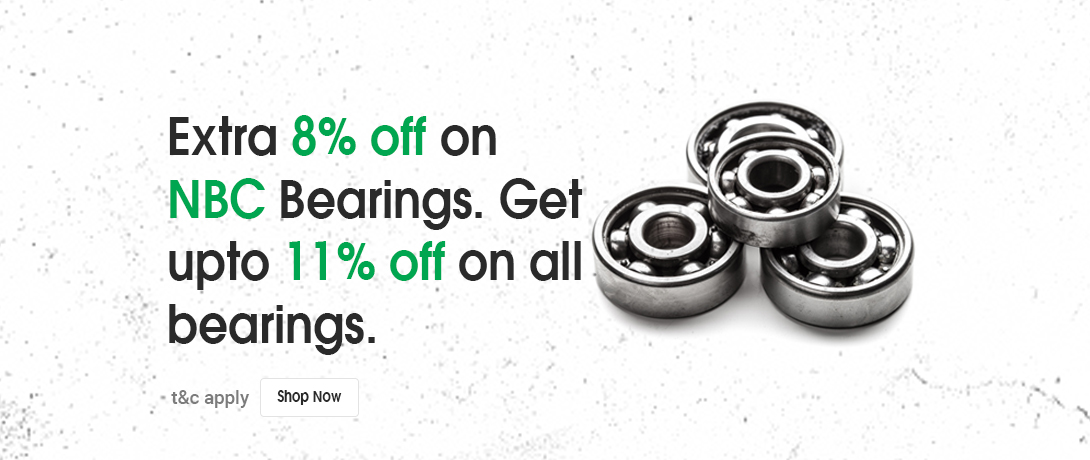 Extra 8% off on
NBC Bearings. Get
upto 11% off on all
bearings.
t&c apply Shop Now